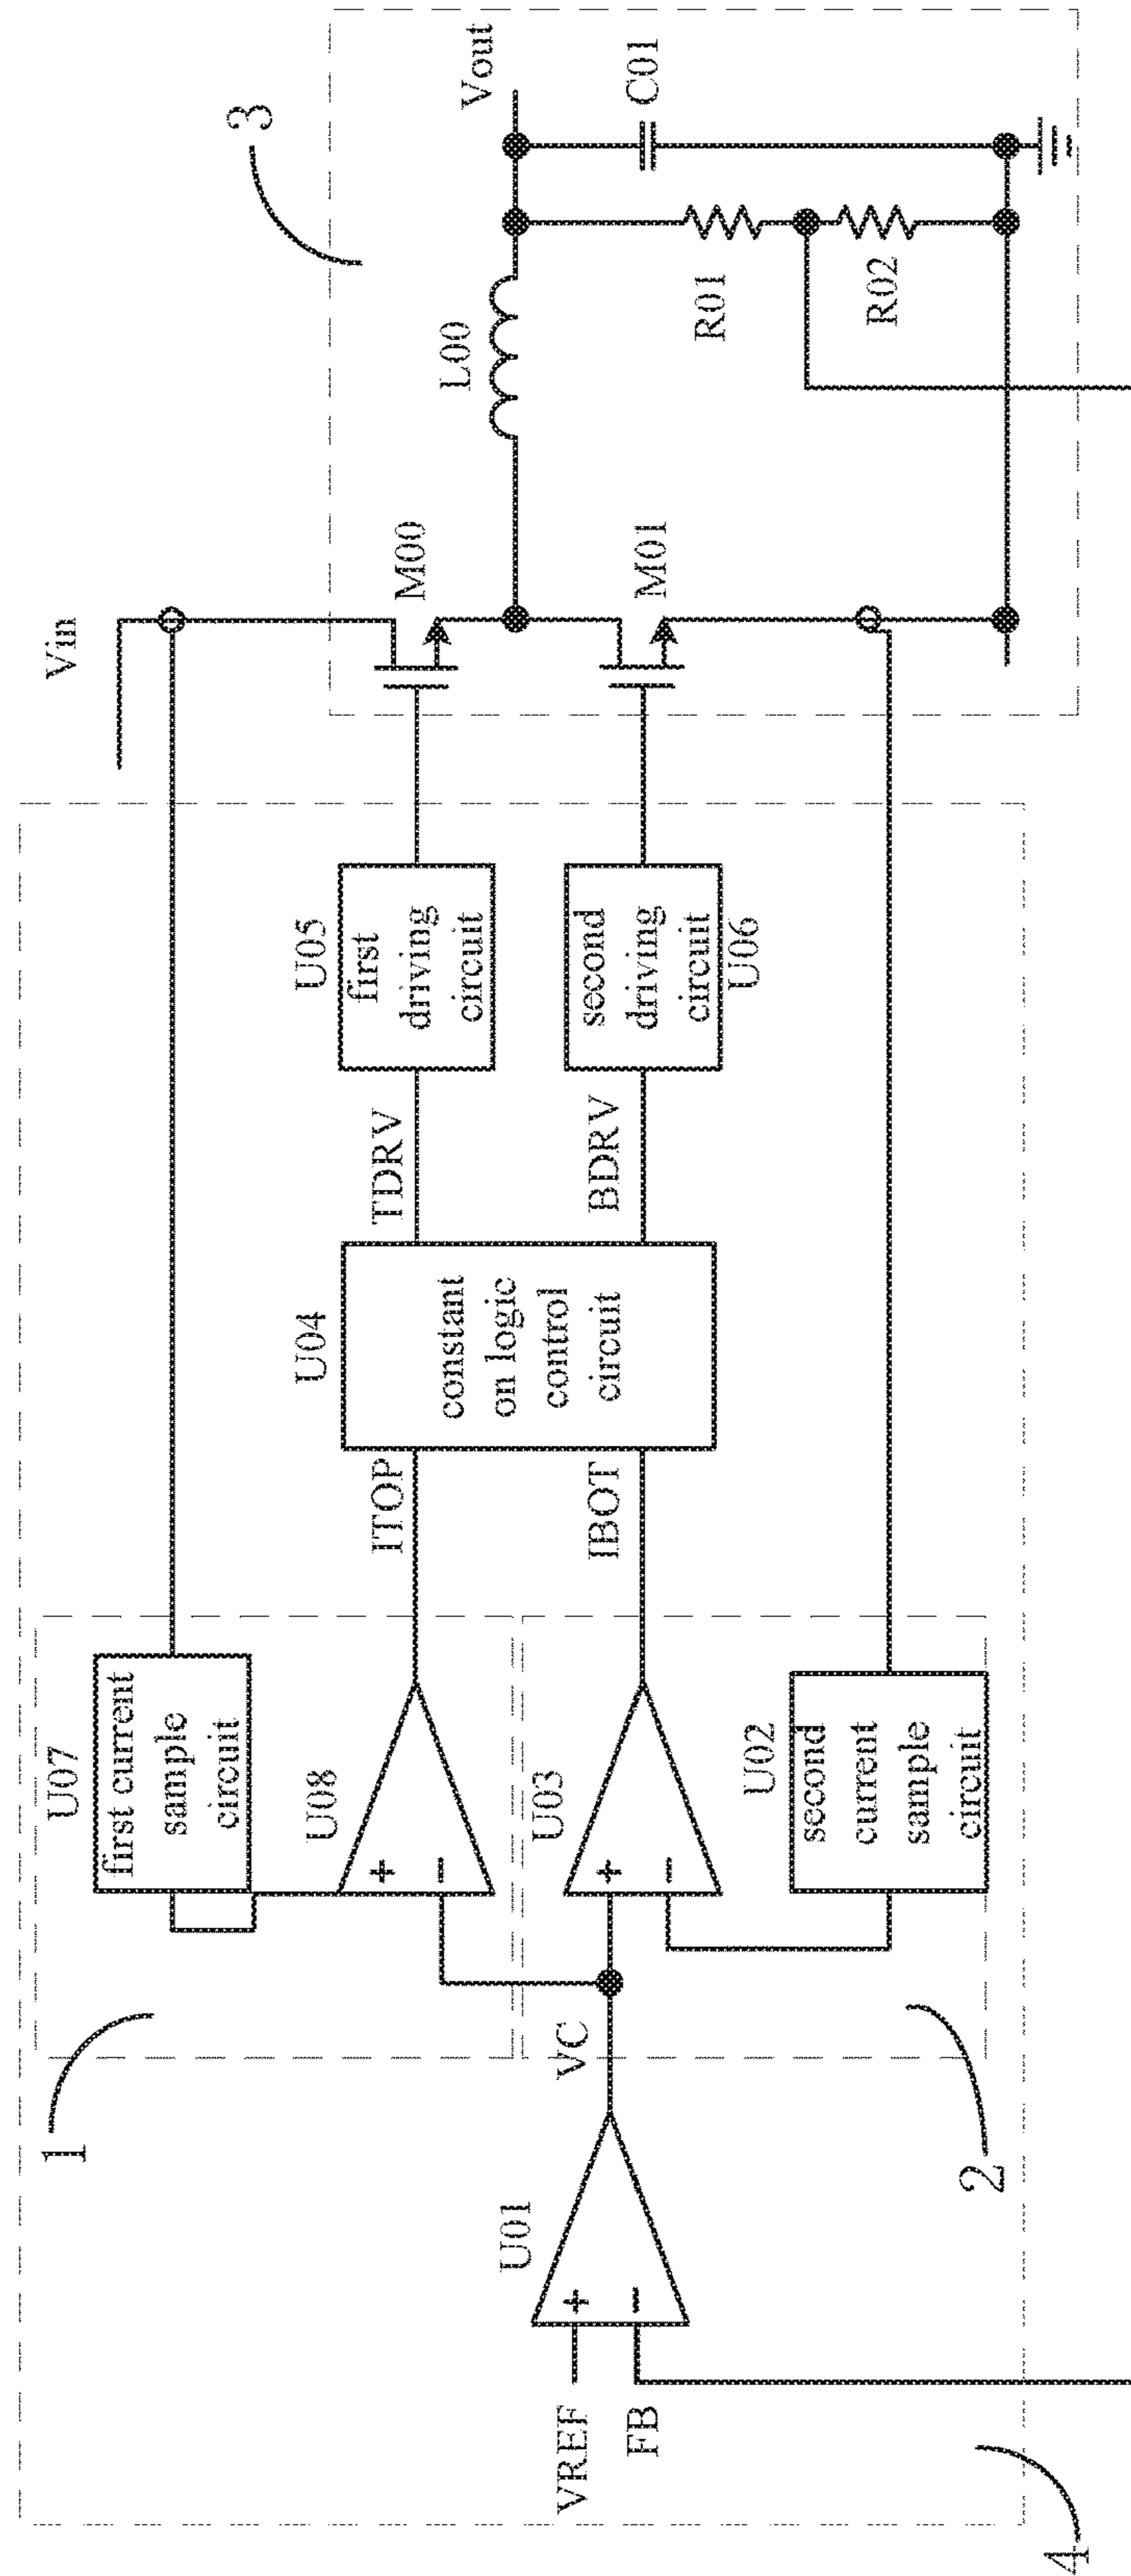 Vin
3
Vout
U07
first current
sample
circuit
1
U08
+
−
ITOP
U04
constant
on logic
control
circuit
TDRV
U05
first
driving
circuit
M00
L00
C01
U01
+
−
VREF
FB
VC
U03
+
−
IBOT
BDRV
second
driving
circuit
U06
M01
R01
R02
U02
second
current
sample
circuit
2
4